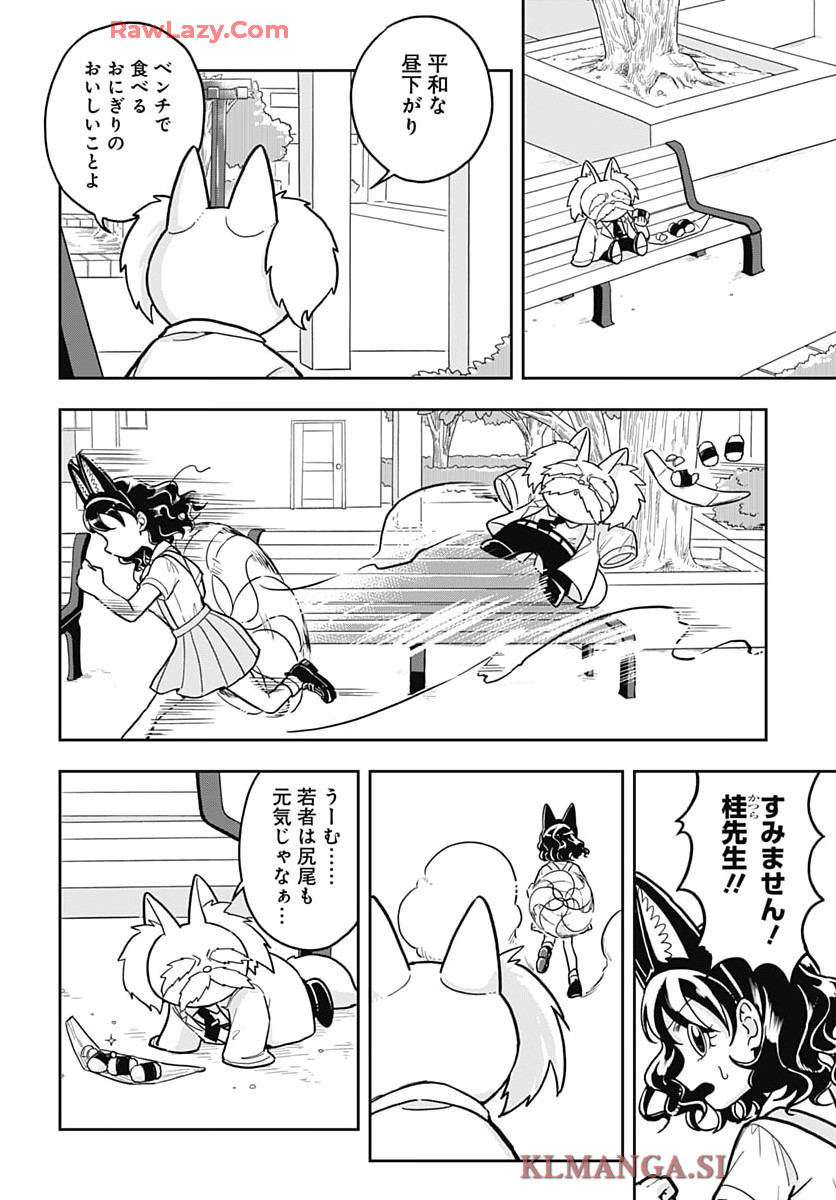 RawLazy.Com
平和な
昼下がり
ベンチで
食べる
おにぎりの
おいしいことよ
すみません！
桂先生！！
かつら
うーむ……
若者は尻尾も
元気じゃなぁ…
KLMANGA.SI